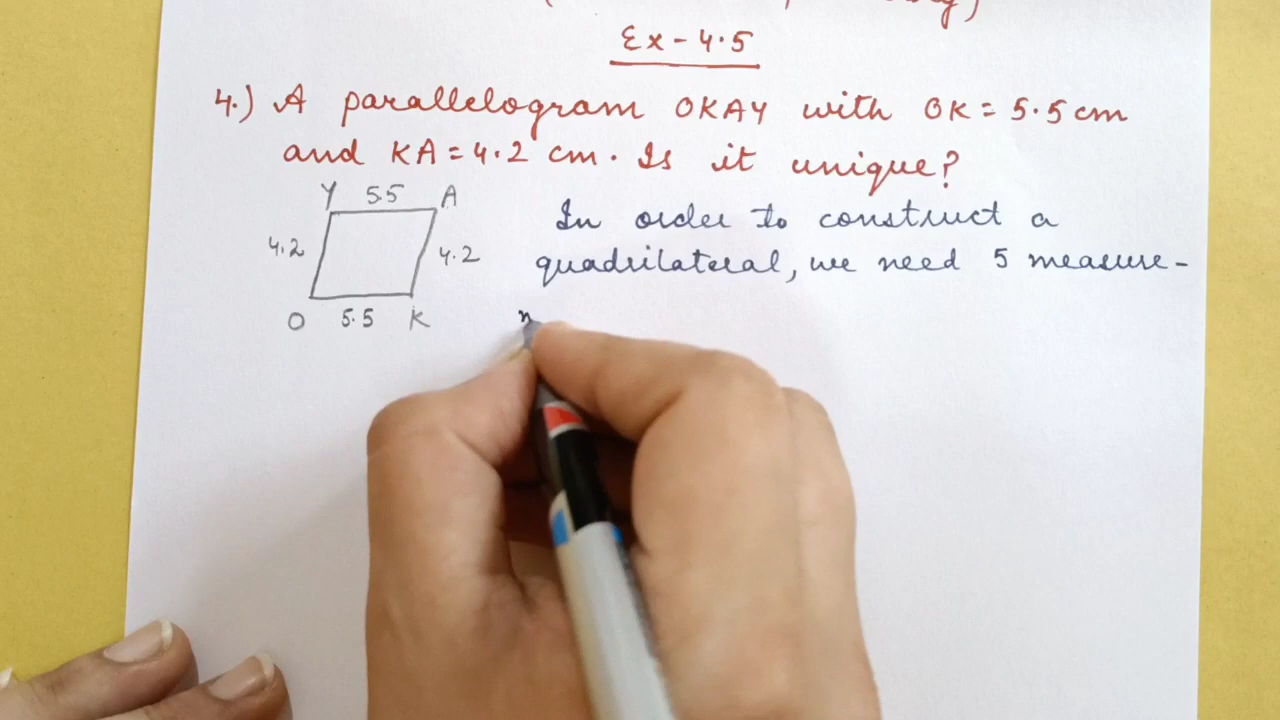 Ex-4.5
4.) A parallelogram OKAY with OK = 5.5 cm
and KA = 4.2 cm. Is it unique?
Y 5.5 A
4.2 4.2
O 5.5 K
In order to construct a
quadrilateral, we need 5 measure-